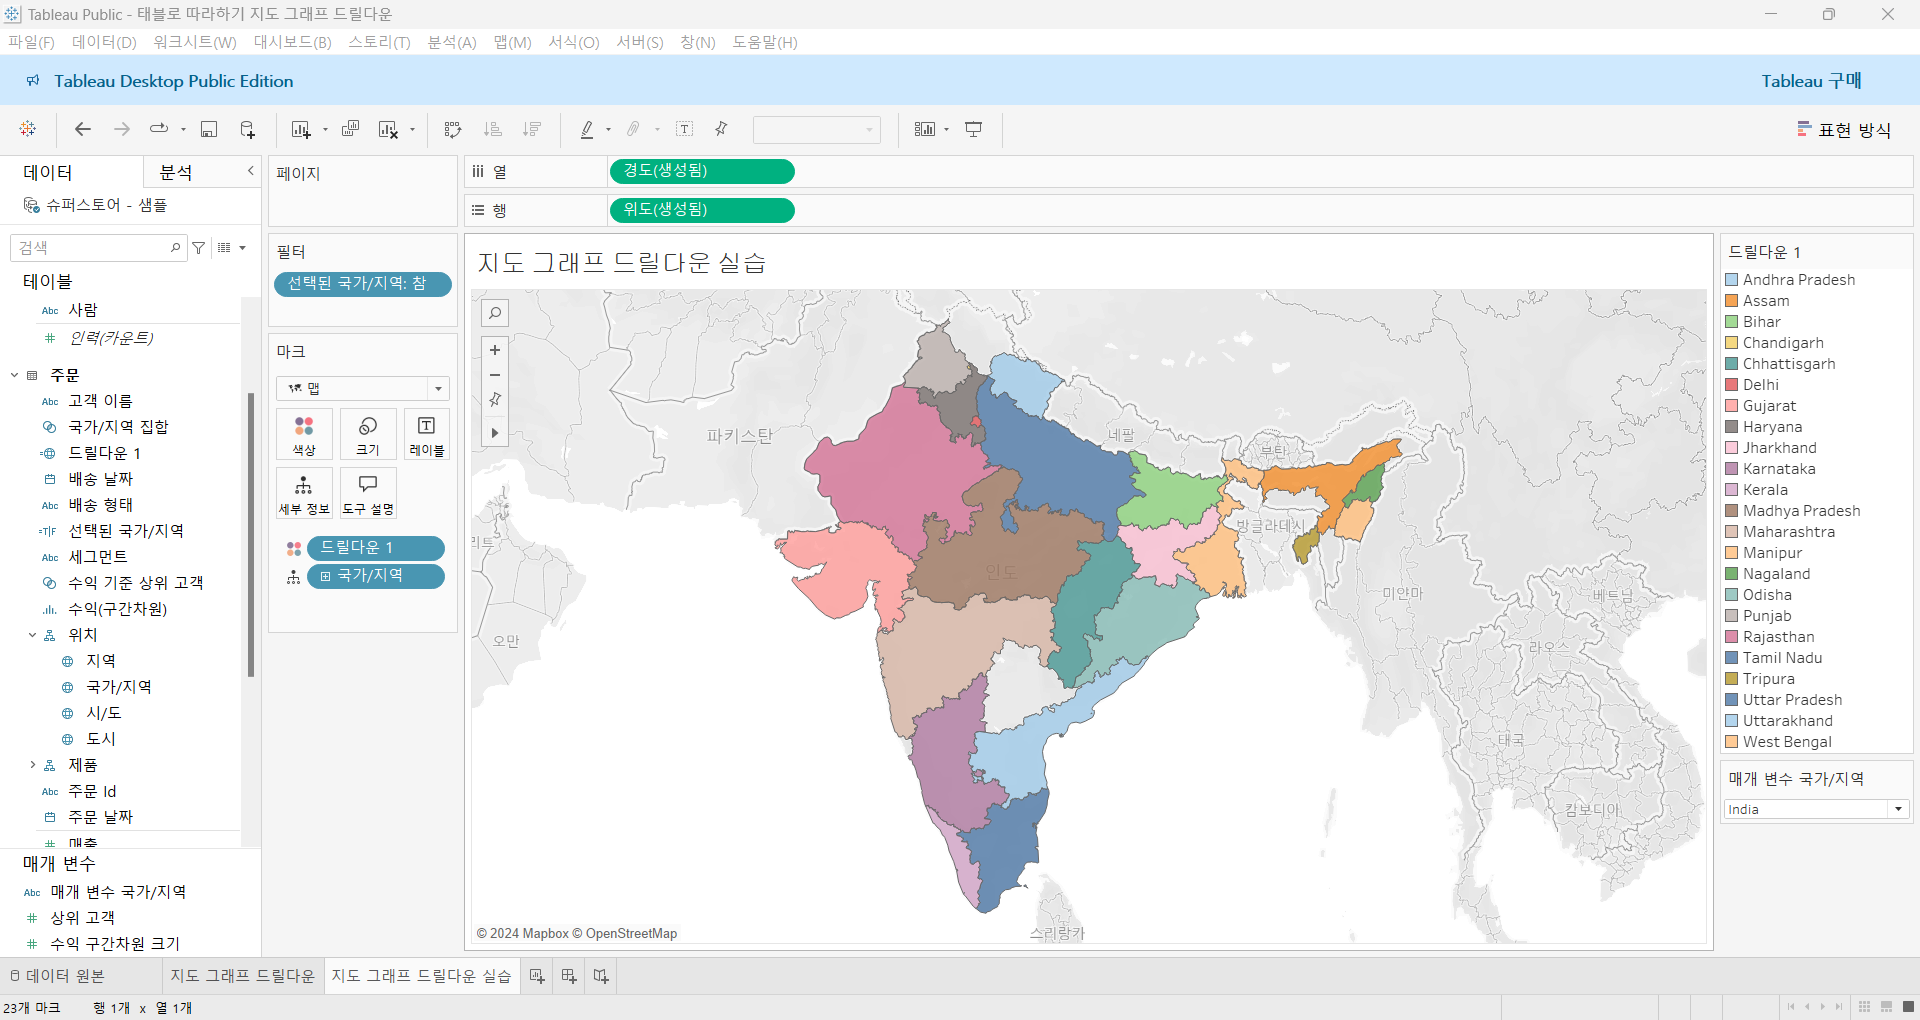 Tableau Public - 태블로 따라하기 지도 그래프 드릴다운
파일(F) 데이터(D) 워크시트(W) 대시보드(B) 스토리(T) 분석(A) 맵(M) 서식(O) 서버(S) 창(N) 도움말(H)
Tableau Desktop Public Edition
Tableau 구매
표현 방식
데이터
분석
슈퍼스토어 - 샘플
검색
테이블
Abc 사람
인력(카운트)
주문
Abc 고객 이름
국가/지역 집합
드릴다운 1
배송 날짜
Abc 배송 형태
=T|F 선택된 국가/지역
Abc 세그먼트
수익 기준 상위 고객
수익(구간차원)
위치
지역
국가/지역
시/도
도시
제품
Abc 주문 Id
주문 날짜
매출
매개 변수
Abc 매개 변수 국가/지역
상위 고객
수익 구간차원 크기
페이지
필터
선택된 국가/지역: 참
마크
맵
색상
크기
레이블
세부 정보
도구 설명
드릴다운 1
국가/지역
열
경도(생성됨)
행
위도(생성됨)
지도 그래프 드릴다운 실습
파키스탄
네팔
부탄
방글라데시
리트
인도
오만
미얀마
베트남
라오스
태국
캄보디아
스리랑카
© 2024 Mapbox © OpenStreetMap
드릴다운 1
Andhra Pradesh
Assam
Bihar
Chandigarh
Chhattisgarh
Delhi
Gujarat
Haryana
Jharkhand
Karnataka
Kerala
Madhya Pradesh
Maharashtra
Manipur
Nagaland
Odisha
Punjab
Rajasthan
Tamil Nadu
Tripura
Uttar Pradesh
Uttarakhand
West Bengal
매개 변수 국가/지역
India
데이터 원본
지도 그래프 드릴다운
지도 그래프 드릴다운 실습
23개 마크 행 1개 x 열 1개